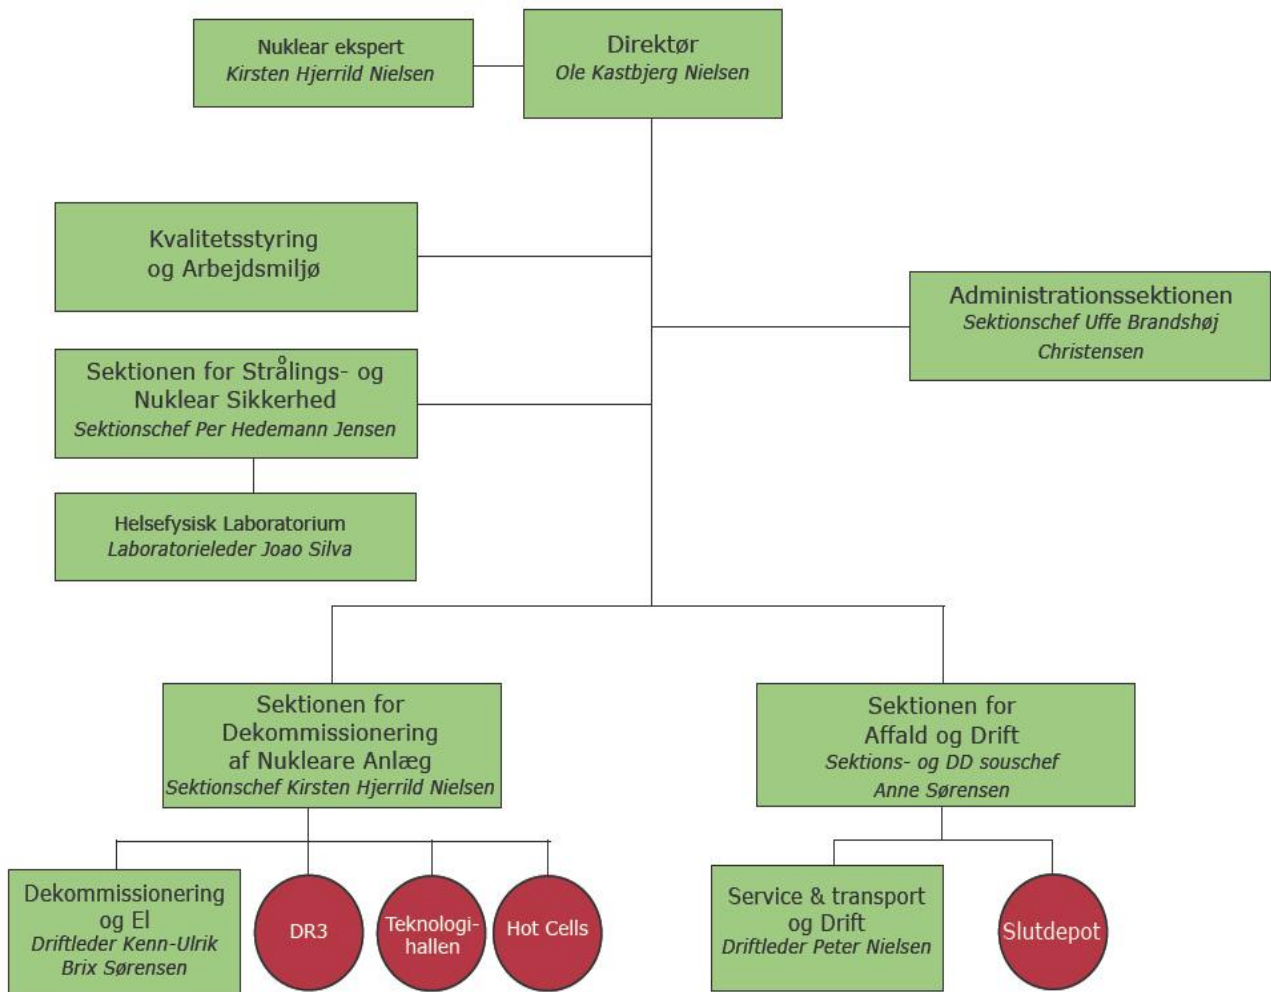 Nuklear ekspert
Kirsten Hjerrild Nielsen
Direktør
Ole Kastbjerg Nielsen
Kvalitetsstyring
og Arbejdsmiljø
Administrationssektionen
Sektionschef Uffe Brandshøj
Christensen
Sektionen for Strålings- og
Nuklear Sikkerhed
Sektionschef Per Hedemann Jensen
Helsefysisk Laboratorium
Laboratorieleder Joao Silva
Sektionen for
Dekommissionering
af Nukleare Anlæg
Sektionschef Kirsten Hjerrild Nielsen
Sektionen for
Affald og Drift
Sektions- og DD souschef
Anne Sørensen
Dekommissionering
og El
Driftleder Kenn-Ulrik
Brix Sørensen
DR3
Teknologi-
hallen
Hot Cells
Service & transport
og Drift
Driftleder Peter Nielsen
Slutdepot